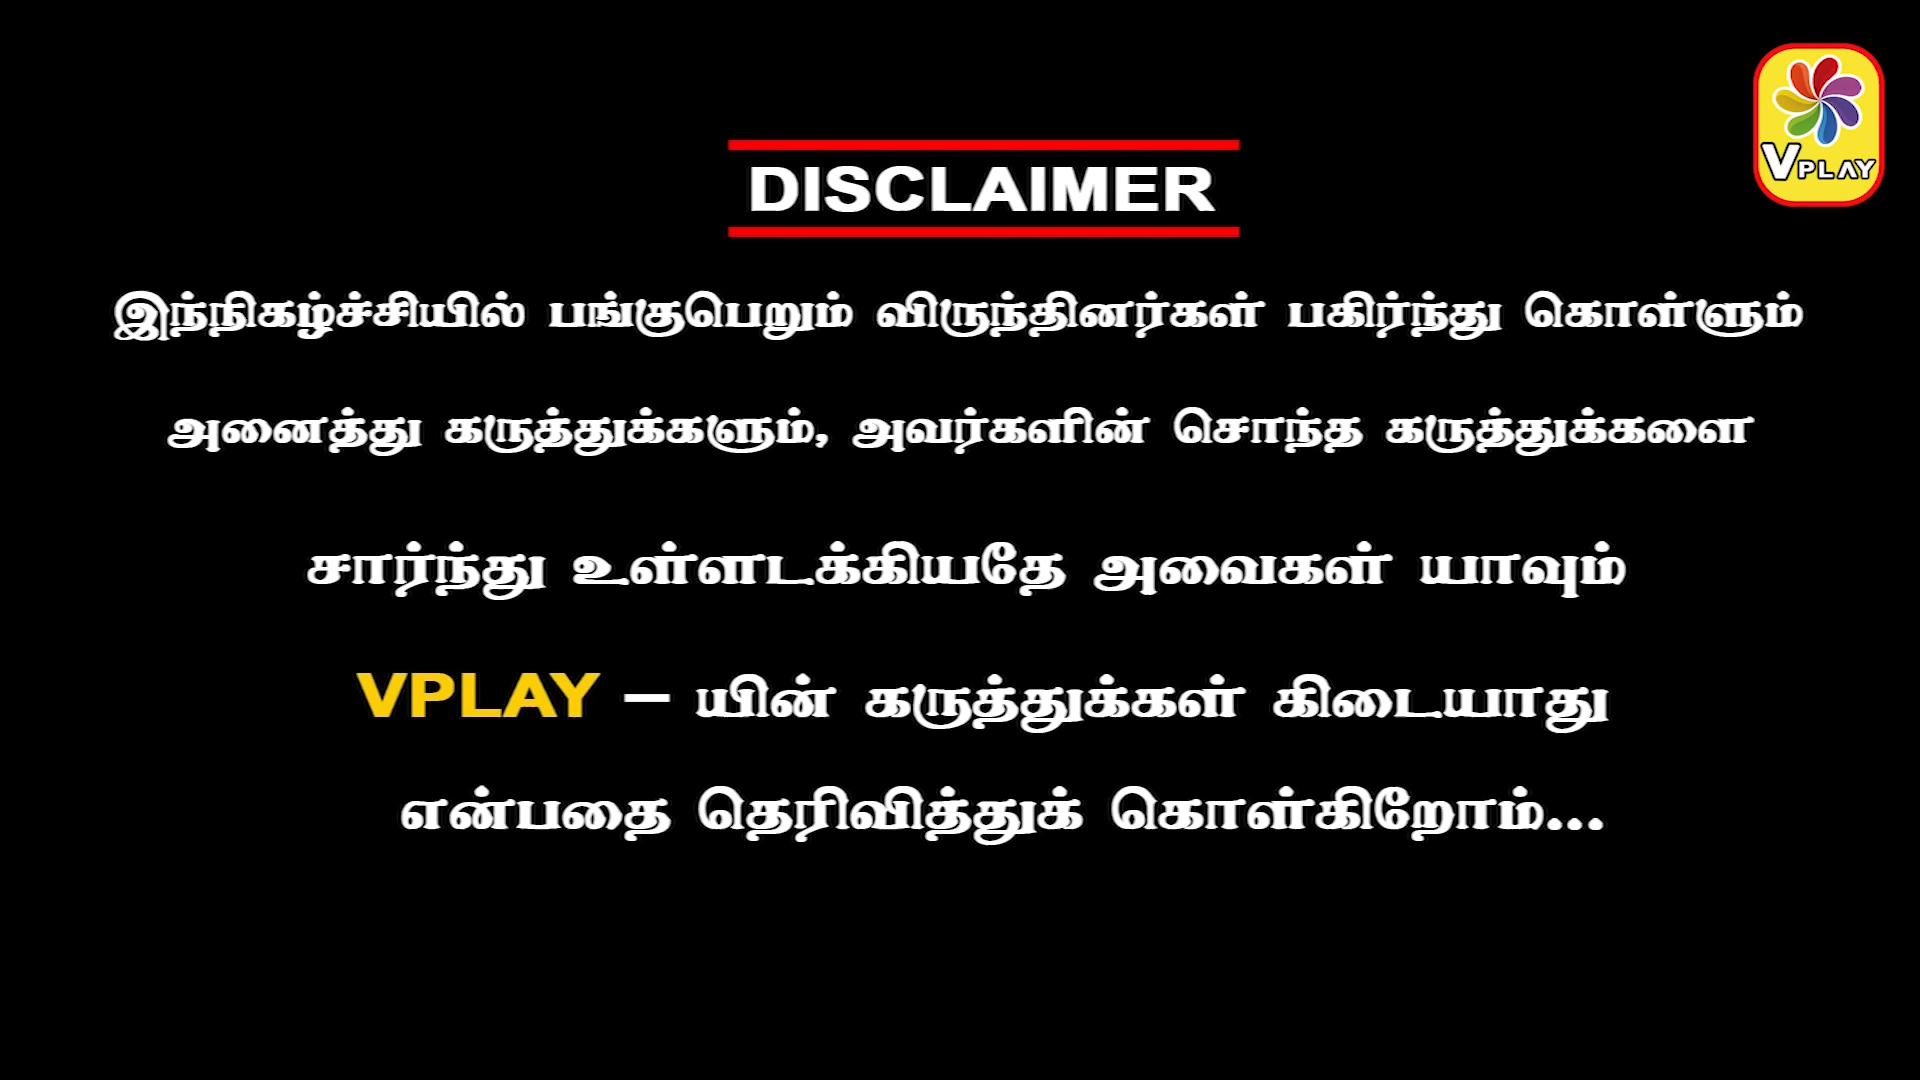 VPLAY
DISCLAIMER
இந்நிகழ்ச்சியில் பங்குபெறும் விருந்தினர்கள் பகிர்ந்து கொள்ளும்
அனைத்து கருத்துக்களும், அவர்களின் சொந்த கருத்துக்களை
சார்ந்து உள்ளடக்கியதே அவைகள் யாவும்
VPLAY – யின் கருத்துக்கள் கிடையாது
என்பதை தெரிவித்துக் கொள்கிறோம்...